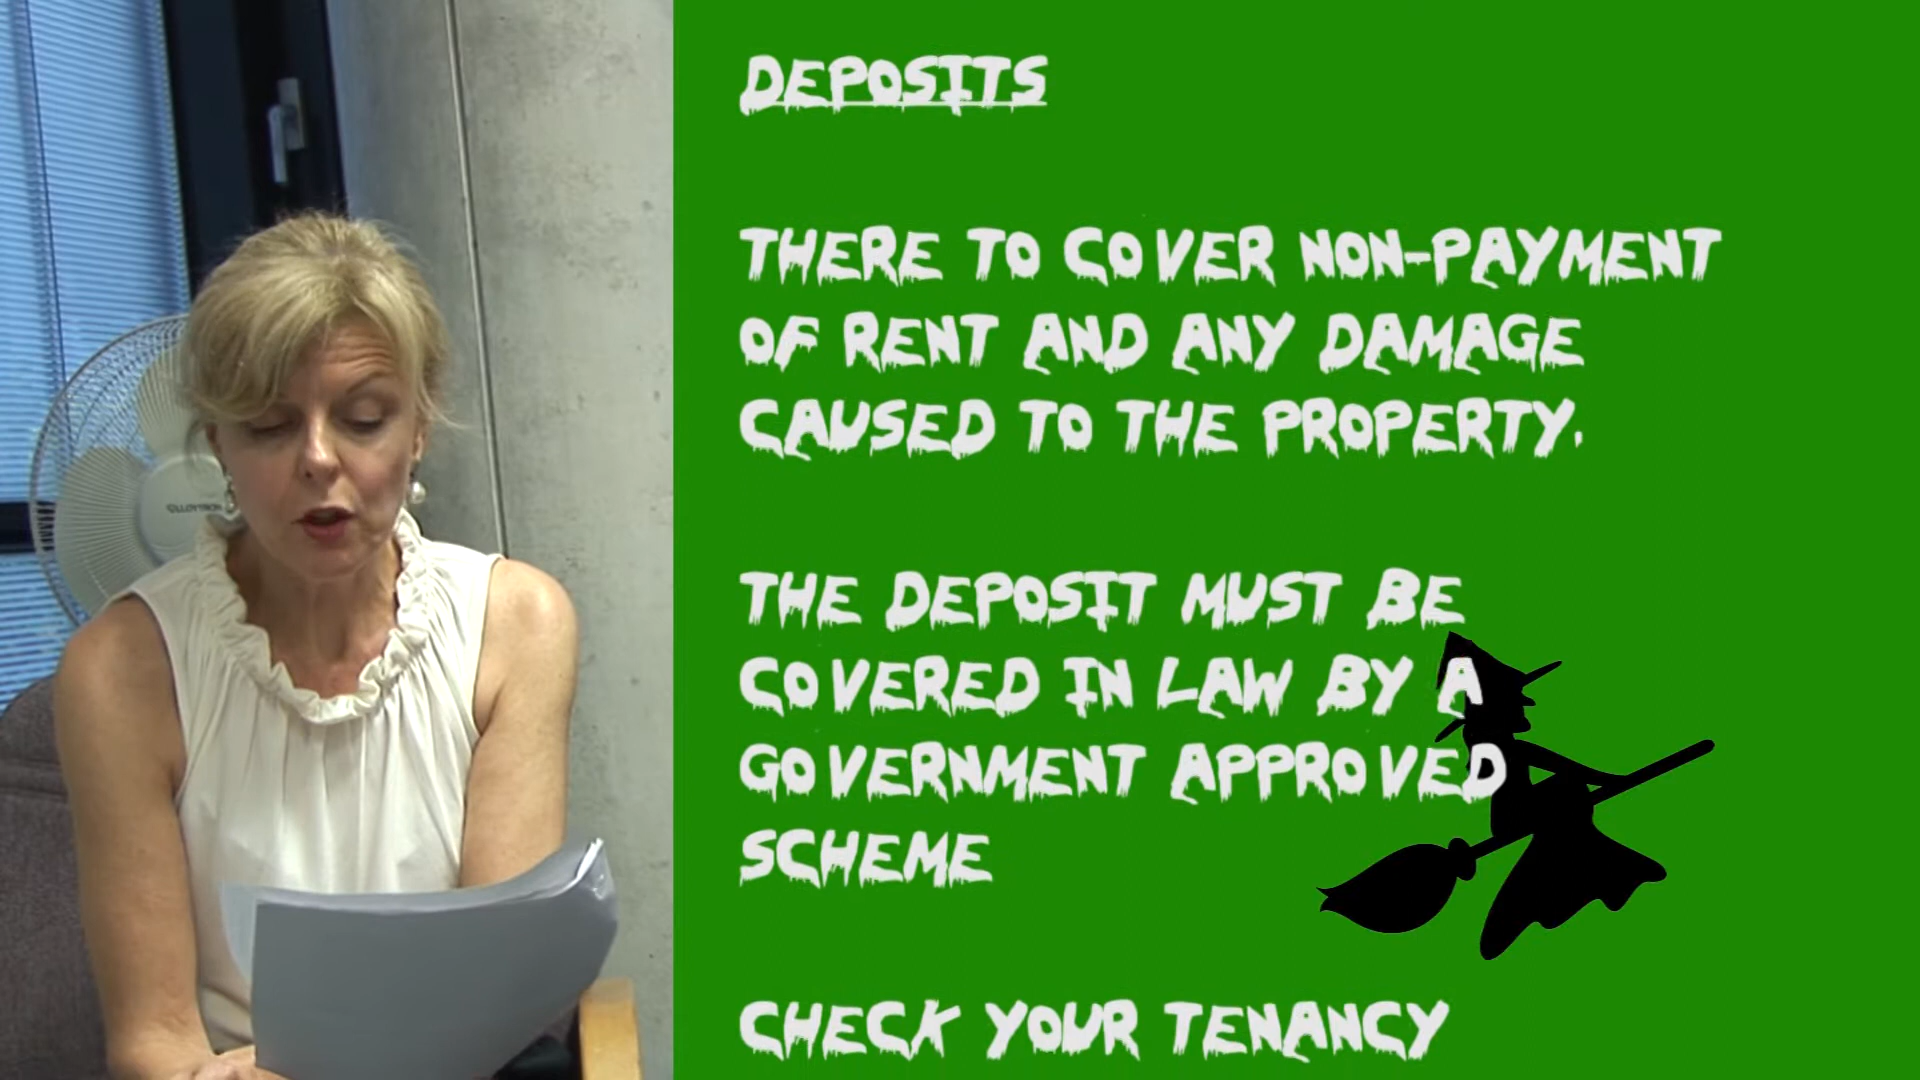 DEPOSITS
THERE TO COVER NON-PAYMENT
OF RENT AND ANY DAMAGE
CAUSED TO THE PROPERTY.
THE DEPOSIT MUST BE
COVERED IN LAW BY A
GOVERNMENT APPROVED
SCHEME
CHECK YOUR TENANCY
LLOYTRON